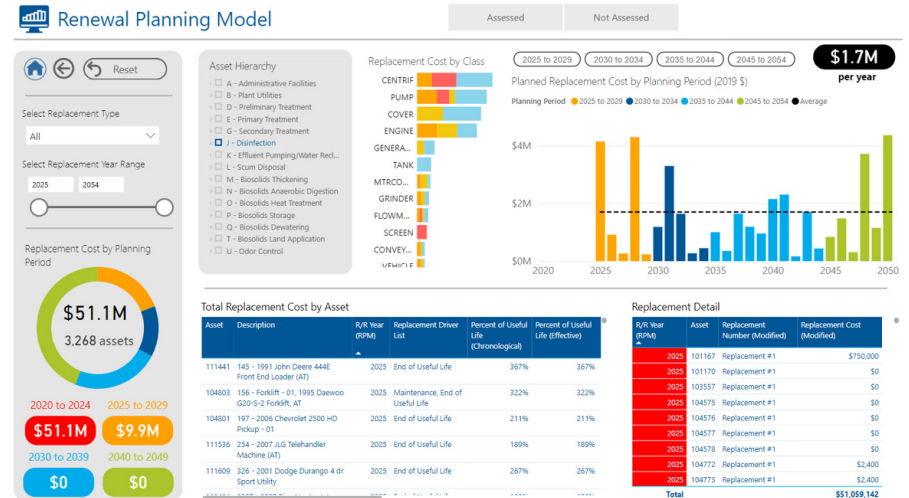 Renewal Planning Model
Assessed
Not Assessed
Reset
Select Replacement Type
All
Select Replacement Year Range
2025
2054
Replacement Cost by Planning
Period
$51.1M
3,268 assets
2020 to 2024
2025 to 2029
$51.1M
$9.9M
2030 to 2039
2040 to 2049
$0
$0
Asset Hierarchy
A - Administrative Facilities
B - Plant Utilities
D - Preliminary Treatment
E - Primary Treatment
G - Secondary Treatment
J - Disinfection
K - Effluent Pumping/Water Recl...
L - Scum Disposal
M - Biosolids Thickening
N - Biosolids Anaerobic Digestion
O - Biosolids Heat Treatment
P - Biosolids Storage
Q - Biosolids Dewatering
T - Biosolids Land Application
U - Odor Control
Replacement Cost by Class
CENTRIF
PUMP
COVER
ENGINE
GENERA...
TANK
MTRCO...
GRINDER
FLOWM...
SCREEN
CONVEY...
VEHICLE
2025 to 2029
2030 to 2034
2035 to 2044
2045 to 2054
$1.7M
per year
Planned Replacement Cost by Planning Period (2019 $)
Planning Period 2025 to 2029 2030 to 2034 2035 to 2044 2045 to 2054 Average
$4M
$2M
$0M
2020 2025 2030 2035 2040 2045 2050
Total Replacement Cost by Asset
Asset Description R/R Year Replacement Driver Percent of Useful Percent of Useful
(RPM) List Life Life (Effective)
(Chronological)
111441 145 - 1991 John Deere 444E 2025 End of Useful Life 367% 367%
Front End Loader (AT)
104803 156 - Forklift - 01, 1995 Daewoo 2025 Maintenance, End of 322% 322%
G20-S-2 Forklift, AT Useful Life
104801 197 - 2006 Chevrolet 2500 HD 2025 End of Useful Life 211% 211%
Pickup - 01
111536 254 - 2007 JLG Telehandler 2025 End of Useful Life 189% 189%
Machine (AT)
111609 326 - 2001 Dodge Durango 4 dr 2025 End of Useful Life 267% 267%
Sport Utility
Replacement Detail
R/R Year Asset Replacement Replacement Cost
(RPM) Number (Modified) (Modified)
2025 101167 Replacement #1 $750,000
2025 101170 Replacement #1 $0
2025 103557 Replacement #1 $0
2025 104575 Replacement #1 $0
2025 104576 Replacement #1 $0
2025 104577 Replacement #1 $0
2025 104578 Replacement #1 $0
2025 104772 Replacement #1 $2,400
2025 104773 Replacement #1 $2,400
Total $51,059,142